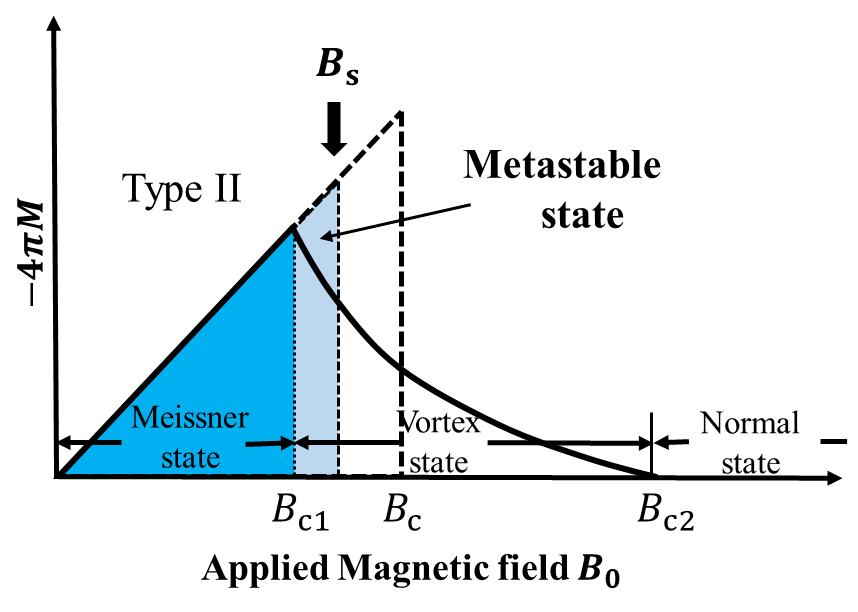 B_s
Type II
Metastable
state
−4πM
Meissner
state
Vortex
state
Normal
state
B_c1
B_c
B_c2
Applied Magnetic field B_0